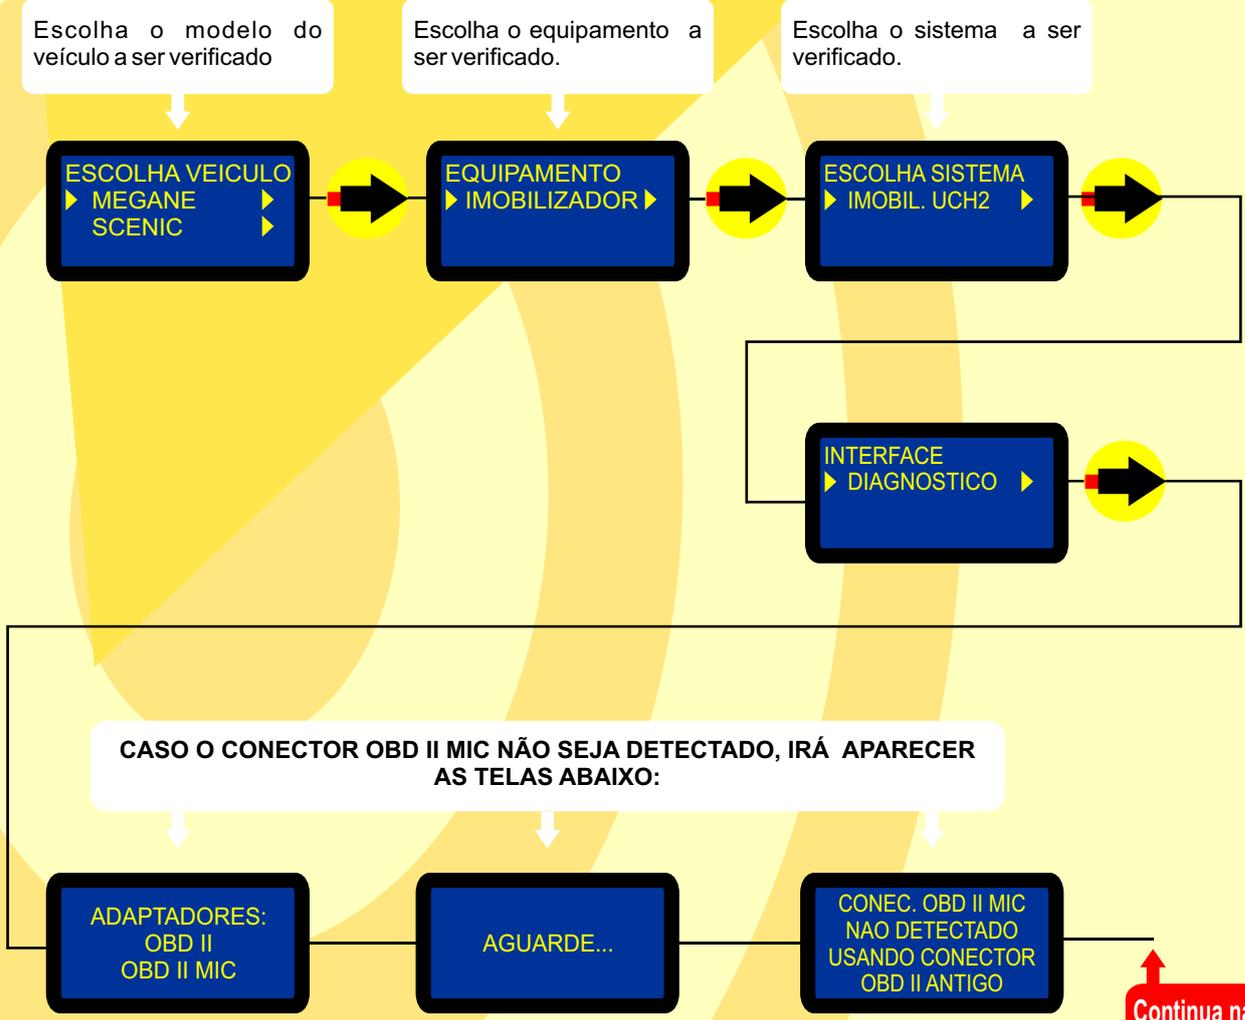 Escolha o modelo do
veículo a ser verificado
Escolha o equipamento a
ser verificado.
Escolha o sistema a ser
verificado.
ESCOLHA VEICULO
MEGANE
SCENIC
EQUIPAMENTO
IMOBILIZADOR
ESCOLHA SISTEMA
IMOBIL. UCH2
INTERFACE
DIAGNOSTICO
CASO O CONECTOR OBD II MIC NÃO SEJA DETECTADO, IRÁ APARECER
AS TELAS ABAIXO:
ADAPTADORES:
OBD II
OBD II MIC
AGUARDE...
CONEC. OBD II MIC
NAO DETECTADO
USANDO CONECTOR
OBD II ANTIGO
Continua na